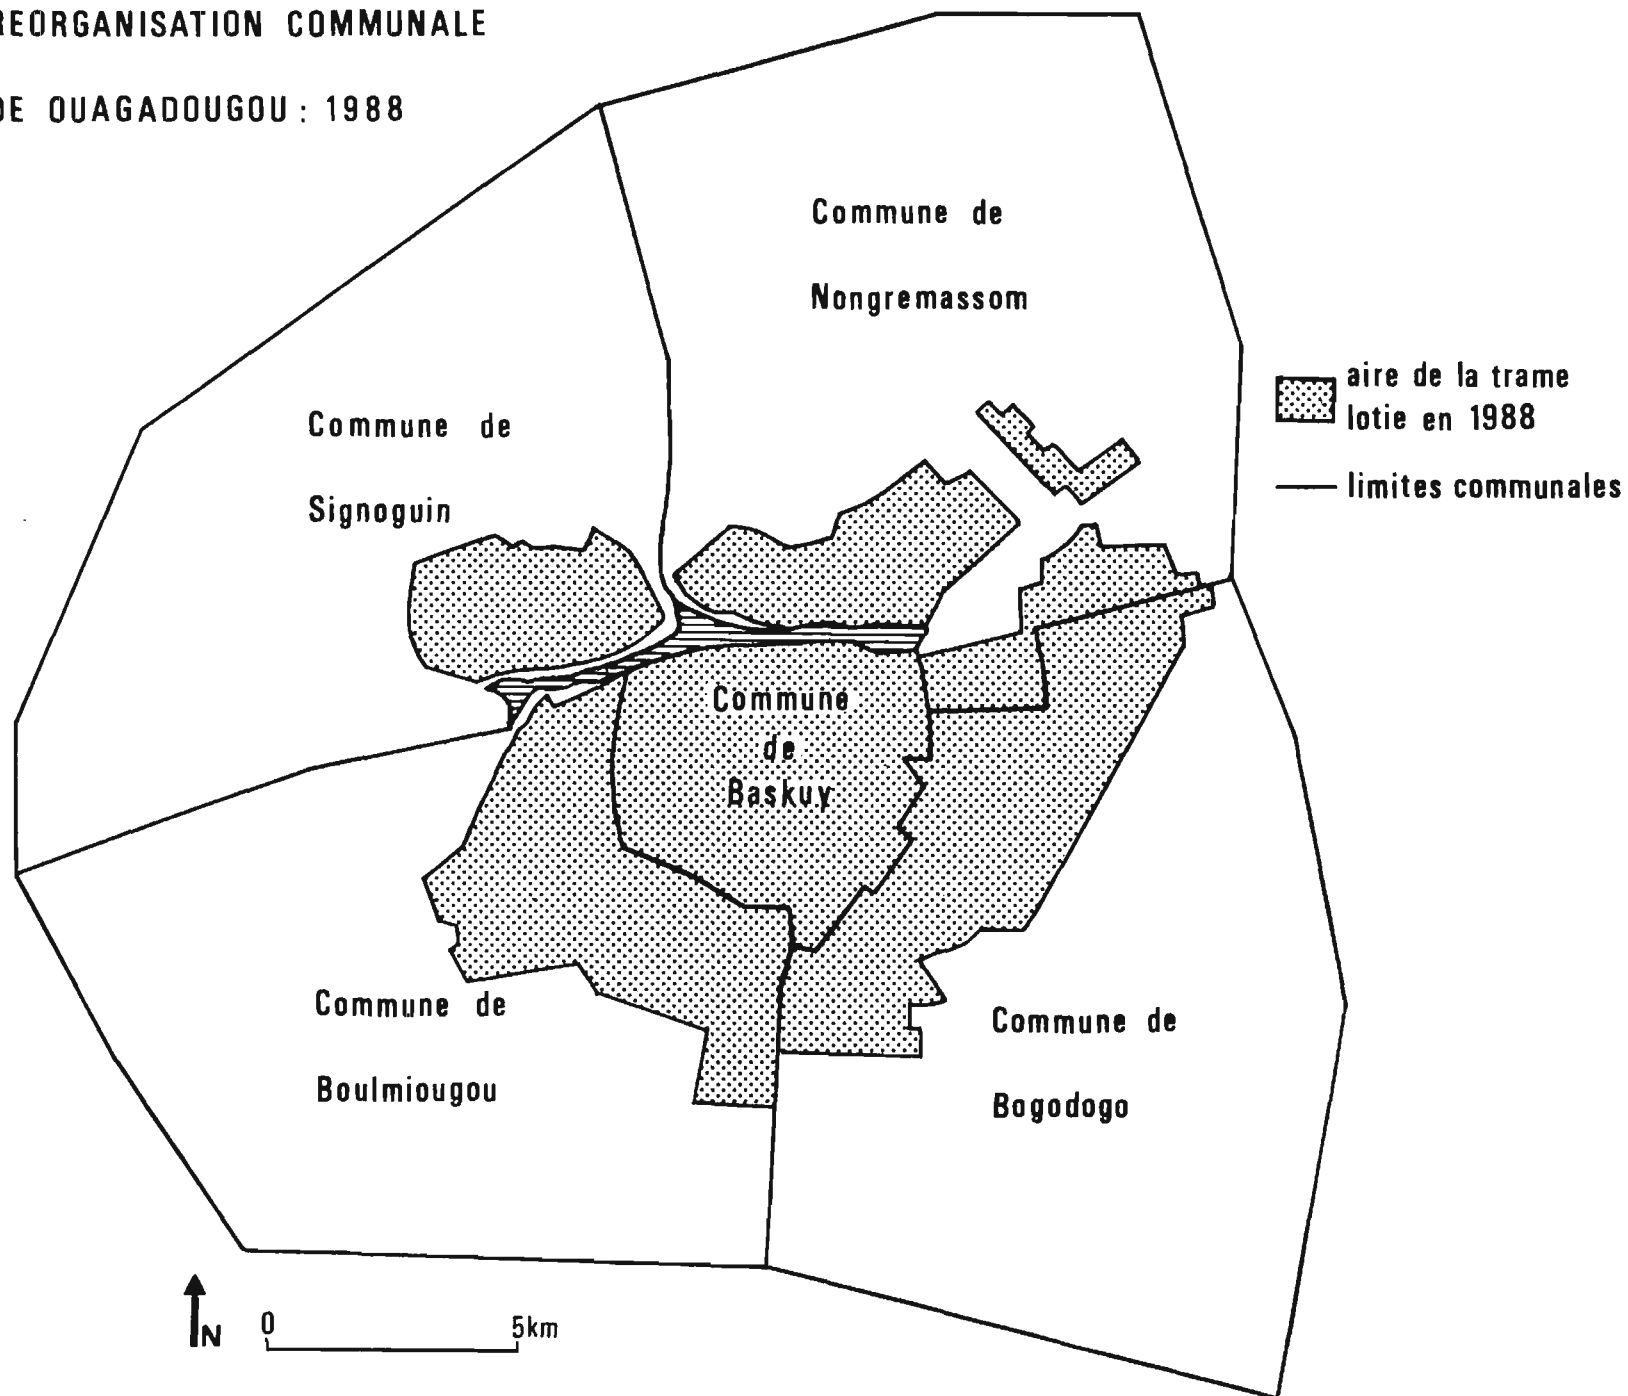 REORGANISATION COMMUNALE
DE OUAGADOUGOU : 1988
Commune de
Nongremassom
aire de la trame
lotie en 1988
limites communales
Commune de
Signoguin
Commune
de
Baskuy
Commune de
Boulmiougou
Commune de
Bogodogo
N
0
5km